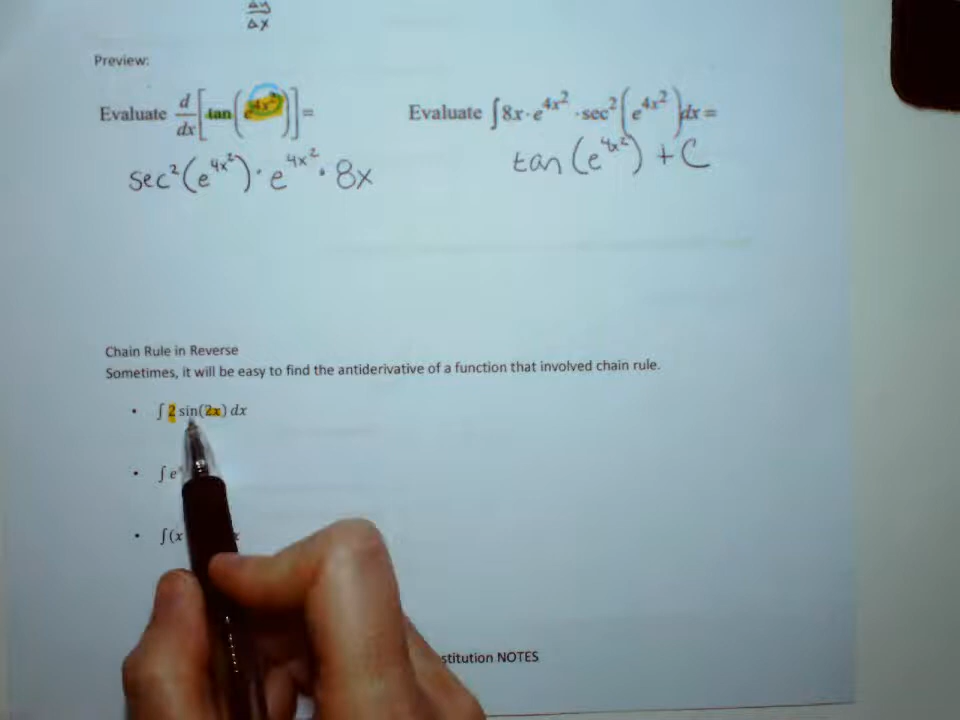 Δy
Δx
Preview:
Evaluate d/dx [tan(e^4x²)] =
Evaluate ∫8x·e^4x² ·sec²(e^4x²)dx =
sec²(e^4x²)·e^4x²·8x
tan(e^4x²)+C
Chain Rule in Reverse
Sometimes, it will be easy to find the antiderivative of a function that involved chain rule.
• ∫2 sin(2x) dx
• ∫e
• ∫(x
NOTES